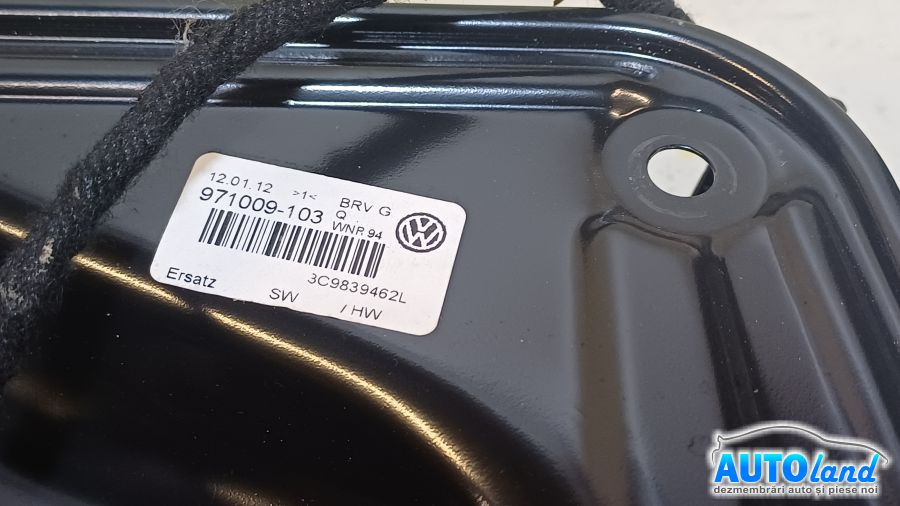 12.01.12 >1< BRV G
971009-103 Q
WNR.94
3C9839462L
Ersatz SW / HW
AUTOland
dezmembrări auto și piese noi